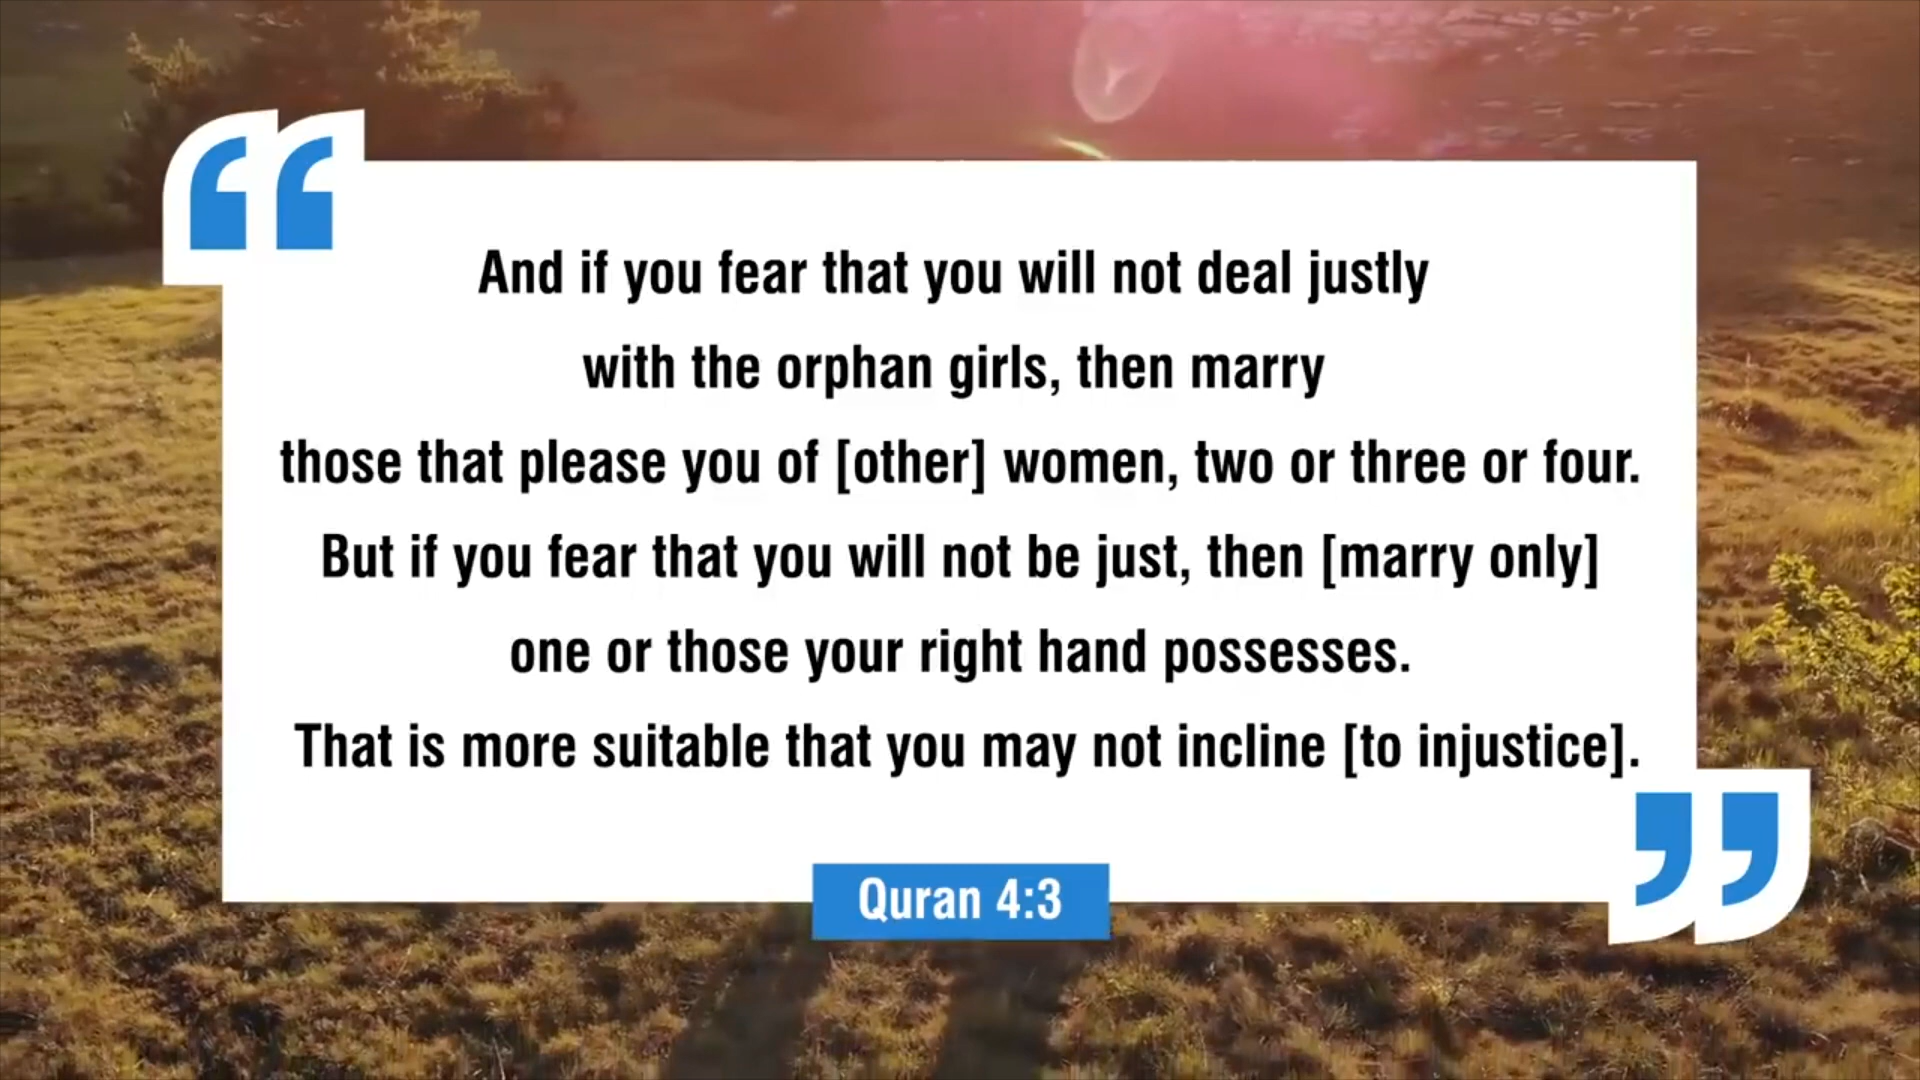 And if you fear that you will not deal justly
with the orphan girls, then marry
those that please you of [other] women, two or three or four.
But if you fear that you will not be just, then [marry only]
one or those your right hand possesses.
That is more suitable that you may not incline [to injustice].
Quran 4:3